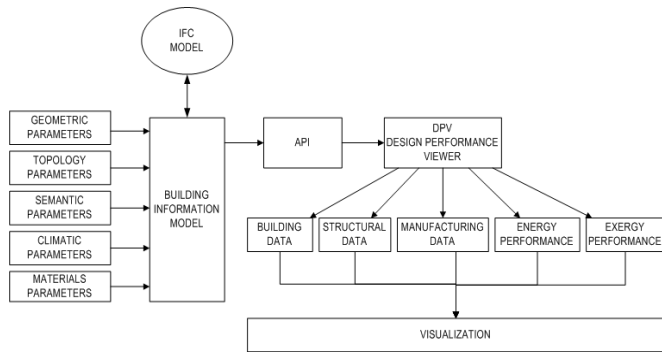 IFC
MODEL
GEOMETRIC
PARAMETERS
TOPOLOGY
PARAMETERS
SEMANTIC
PARAMETERS
CLIMATIC
PARAMETERS
MATERIALS
PARAMETERS
BUILDING
INFORMATION
MODEL
API
DPV
DESIGN PERFORMANCE
VIEWER
BUILDING
DATA
STRUCTURAL
DATA
MANUFACTURING
DATA
ENERGY
PERFORMANCE
EXERGY
PERFORMANCE
VISUALIZATION